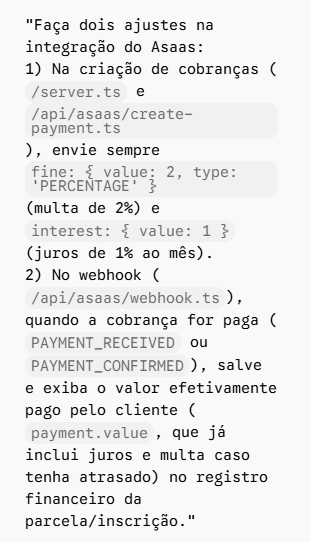 "Faça dois ajustes na
integração do Asaas:
1) Na criação de cobranças (
/server.ts e
/api/asaas/create-
payment.ts
), envie sempre
fine: { value: 2, type:
'PERCENTAGE' }
(multa de 2%) e
interest: { value: 1 }
(juros de 1% ao mês).
2) No webhook (
/api/asaas/webhook.ts),
quando a cobrança for paga (
PAYMENT_RECEIVED ou
PAYMENT_CONFIRMED), salve
e exiba o valor efetivamente
pago pelo cliente (
payment.value, que já
inclui juros e multa caso
tenha atrasado) no registro
financeiro da
parcela/inscrição."